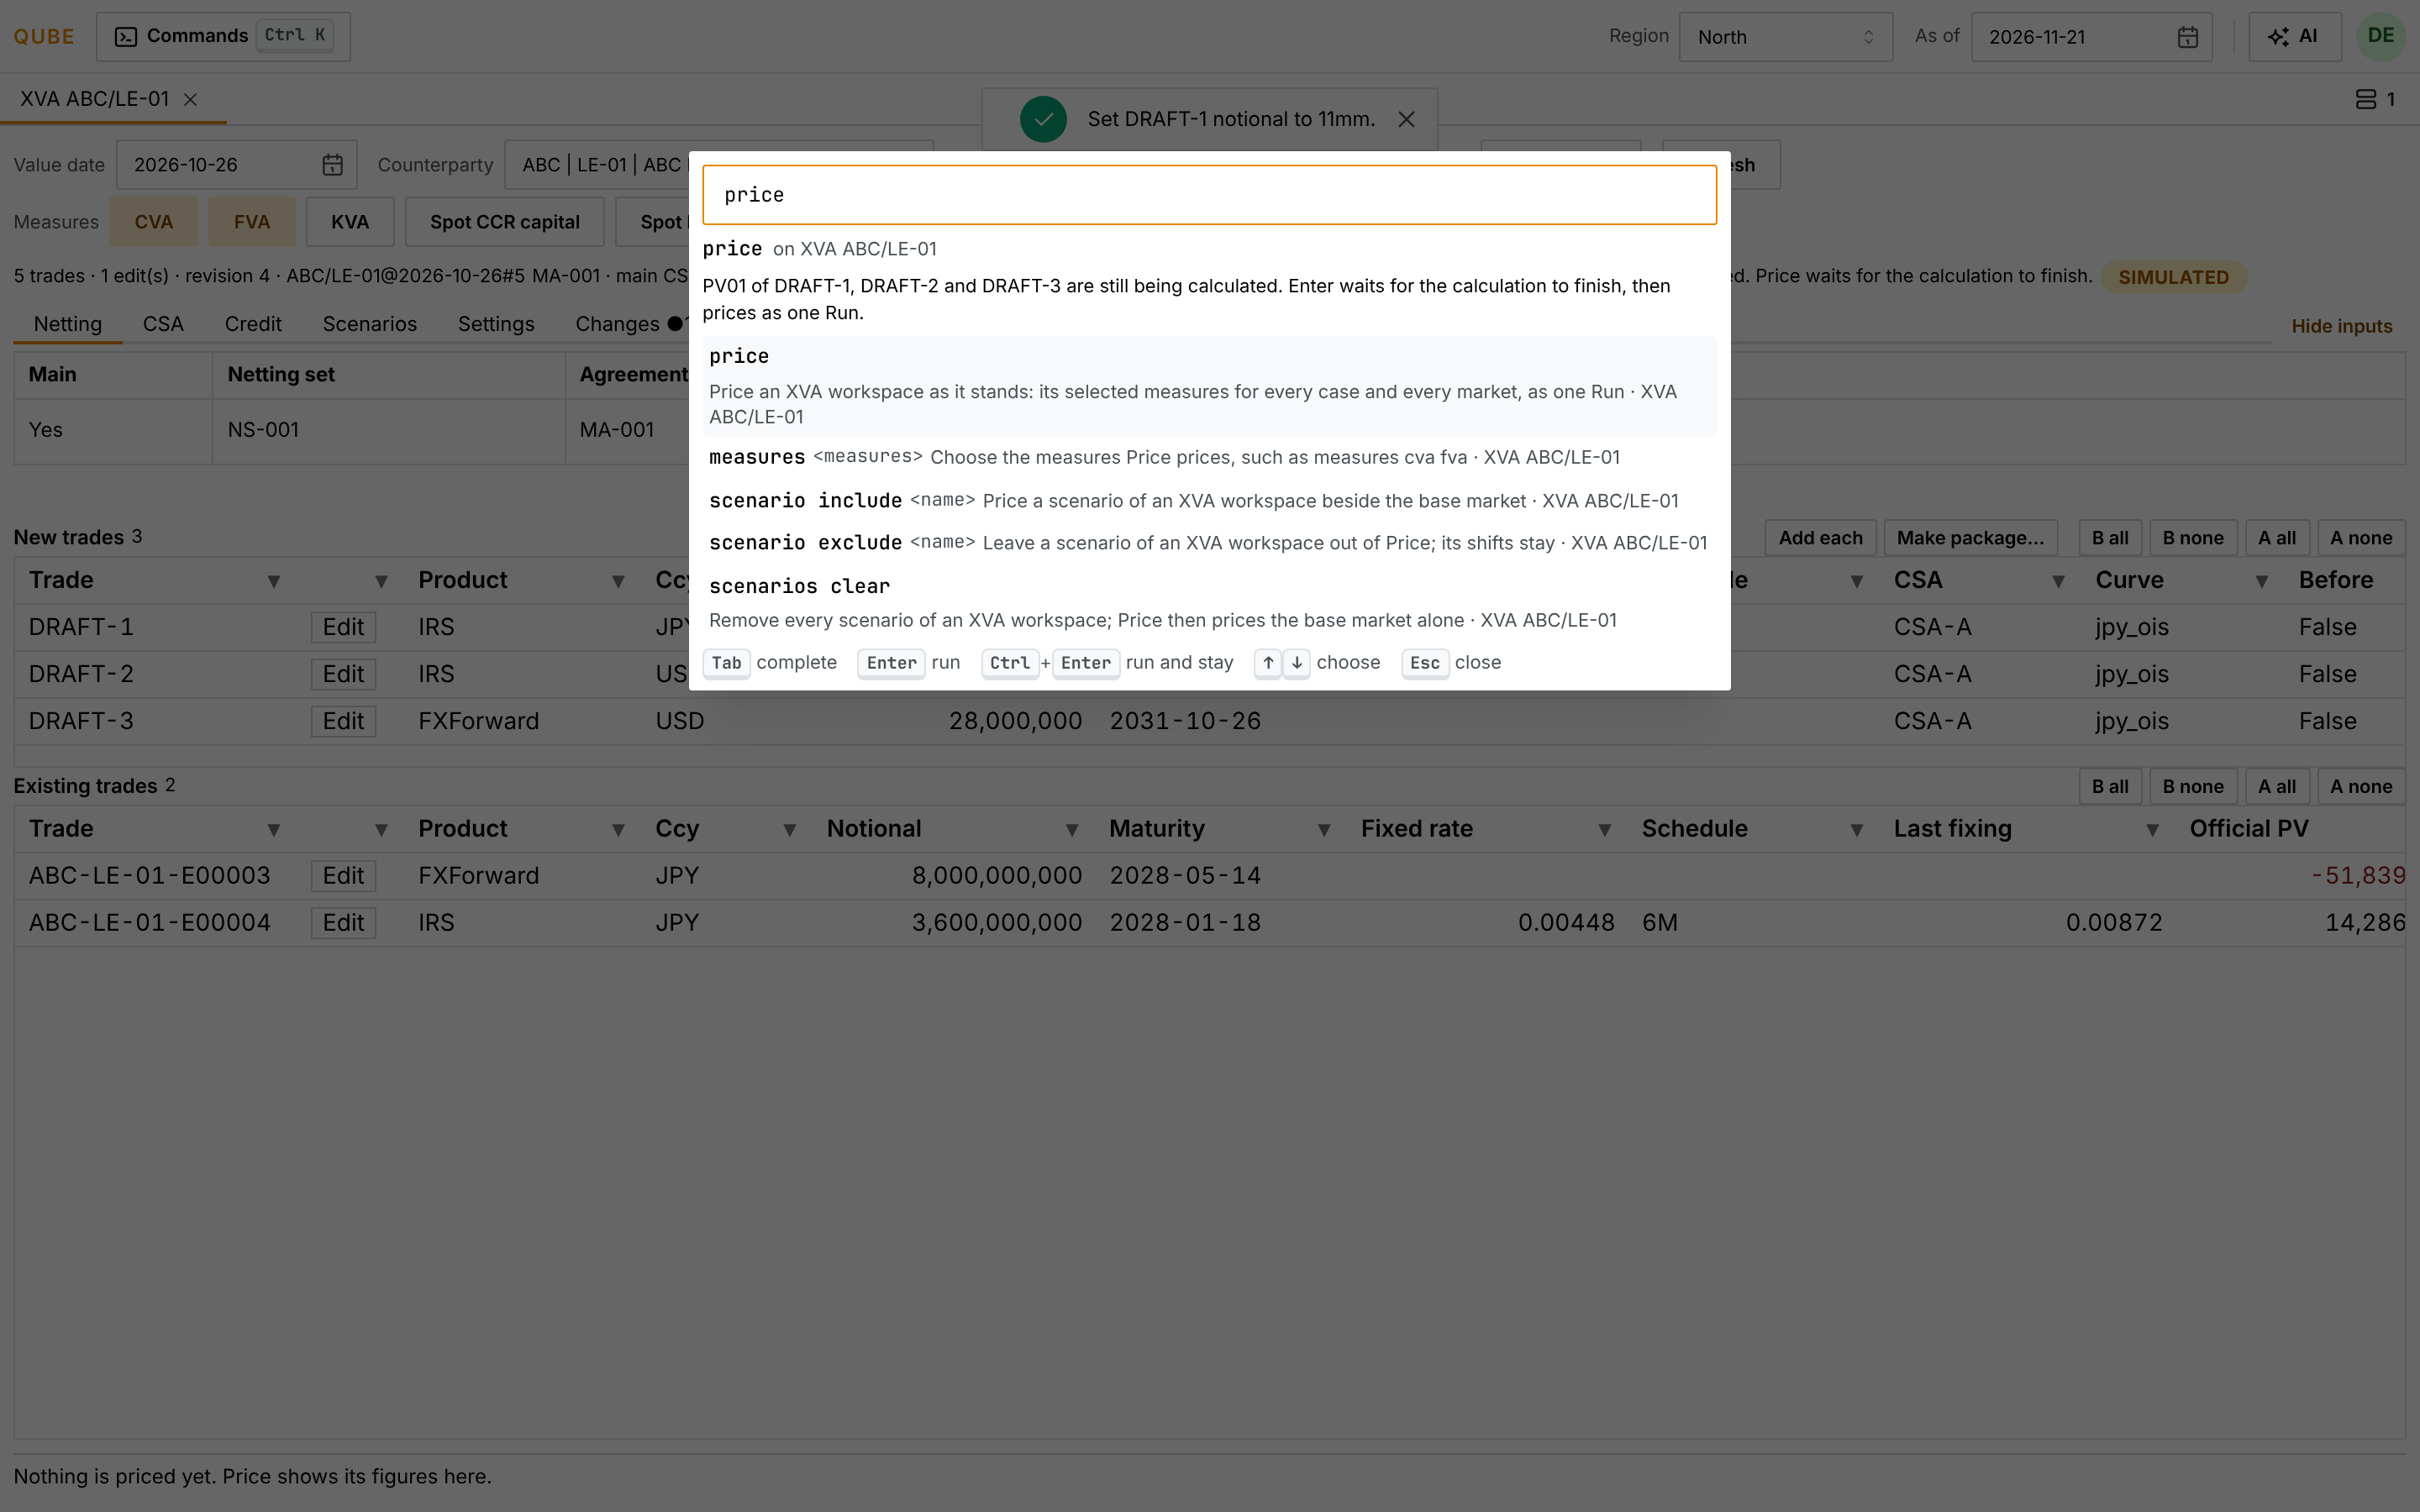 QUBE Commands Ctrl K Region North As of 2026-11-21 AI DE
XVA ABC/LE-01 1
Set DRAFT-1 notional to 11mm.
Value date 2026-10-26 Counterparty ABC | LE-01 | ABC
Measures CVA FVA KVA Spot CCR capital Spot
5 trades · 1 edit(s) · revision 4 · ABC/LE-01@2026-10-26#5 MA-001 · main CS
Price waits for the calculation to finish. SIMULATED
Netting CSA Credit Scenarios Settings Changes Hide inputs
Main Netting set Agreement
Yes NS-001 MA-001
price
price on XVA ABC/LE-01
PV01 of DRAFT-1, DRAFT-2 and DRAFT-3 are still being calculated. Enter waits for the calculation to finish, then
prices as one Run.
price
Price an XVA workspace as it stands: its selected measures for every case and every market, as one Run · XVA
ABC/LE-01
measures <measures> Choose the measures Price prices, such as measures cva fva · XVA ABC/LE-01
scenario include <name> Price a scenario of an XVA workspace beside the base market · XVA ABC/LE-01
scenario exclude <name> Leave a scenario of an XVA workspace out of Price; its shifts stay · XVA ABC/LE-01
scenarios clear
Remove every scenario of an XVA workspace; Price then prices the base market alone · XVA ABC/LE-01
Tab complete Enter run Ctrl + Enter run and stay ↑ ↓ choose Esc close
New trades 3 Add each Make package... B all B none A all A none
Trade Product CSA Curve Before
DRAFT-1 Edit IRS CSA-A jpy_ois False
DRAFT-2 Edit IRS CSA-A jpy_ois False
DRAFT-3 Edit FXForward USD 28,000,000 2031-10-26 CSA-A jpy_ois False
Existing trades 2 B all B none A all A none
Trade Product Ccy Notional Maturity Fixed rate Schedule Last fixing Official PV
ABC-LE-01-E00003 Edit FXForward JPY 8,000,000,000 2028-05-14 -51,839
ABC-LE-01-E00004 Edit IRS JPY 3,600,000,000 2028-01-18 0.00448 6M 0.00872 14,286
Nothing is priced yet. Price shows its figures here.